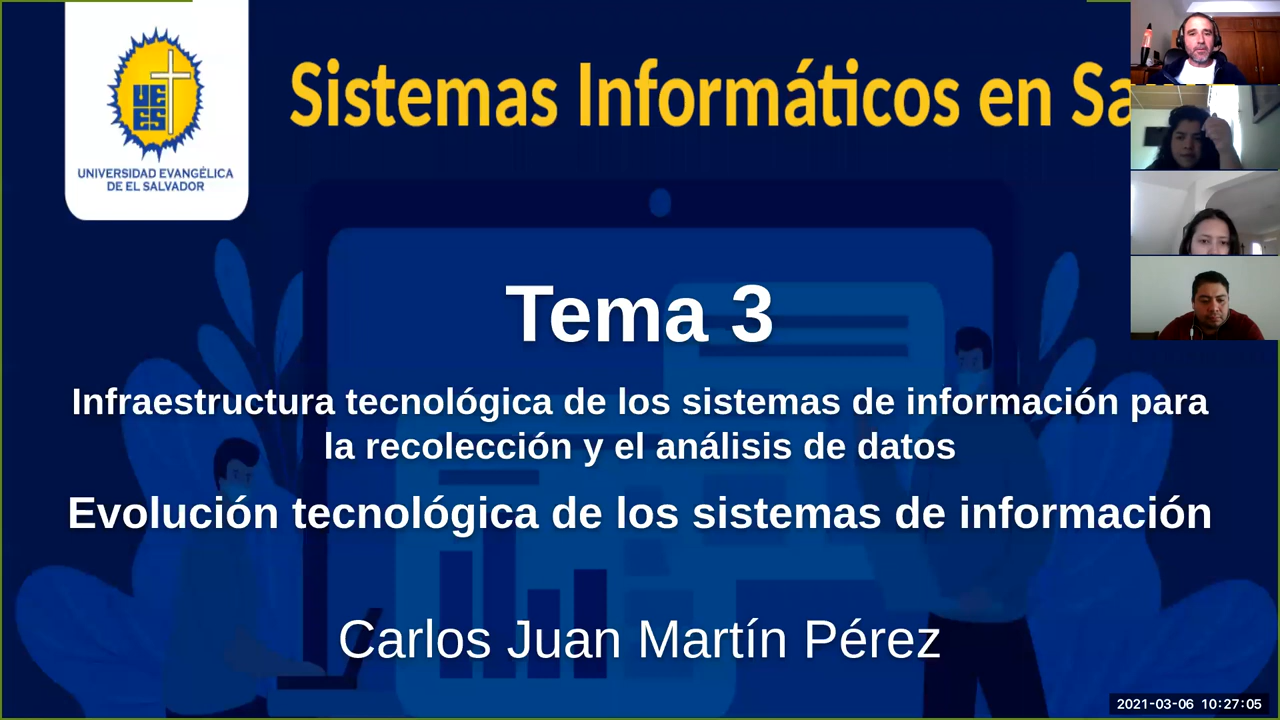 UE
ES
UNIVERSIDAD EVANGÉLICA
DE EL SALVADOR
Sistemas Informáticos en Sa
Tema 3
Infraestructura tecnológica de los sistemas de información para
la recolección y el análisis de datos
Evolución tecnológica de los sistemas de información
Carlos Juan Martín Pérez
2021-03-06 10:27:05